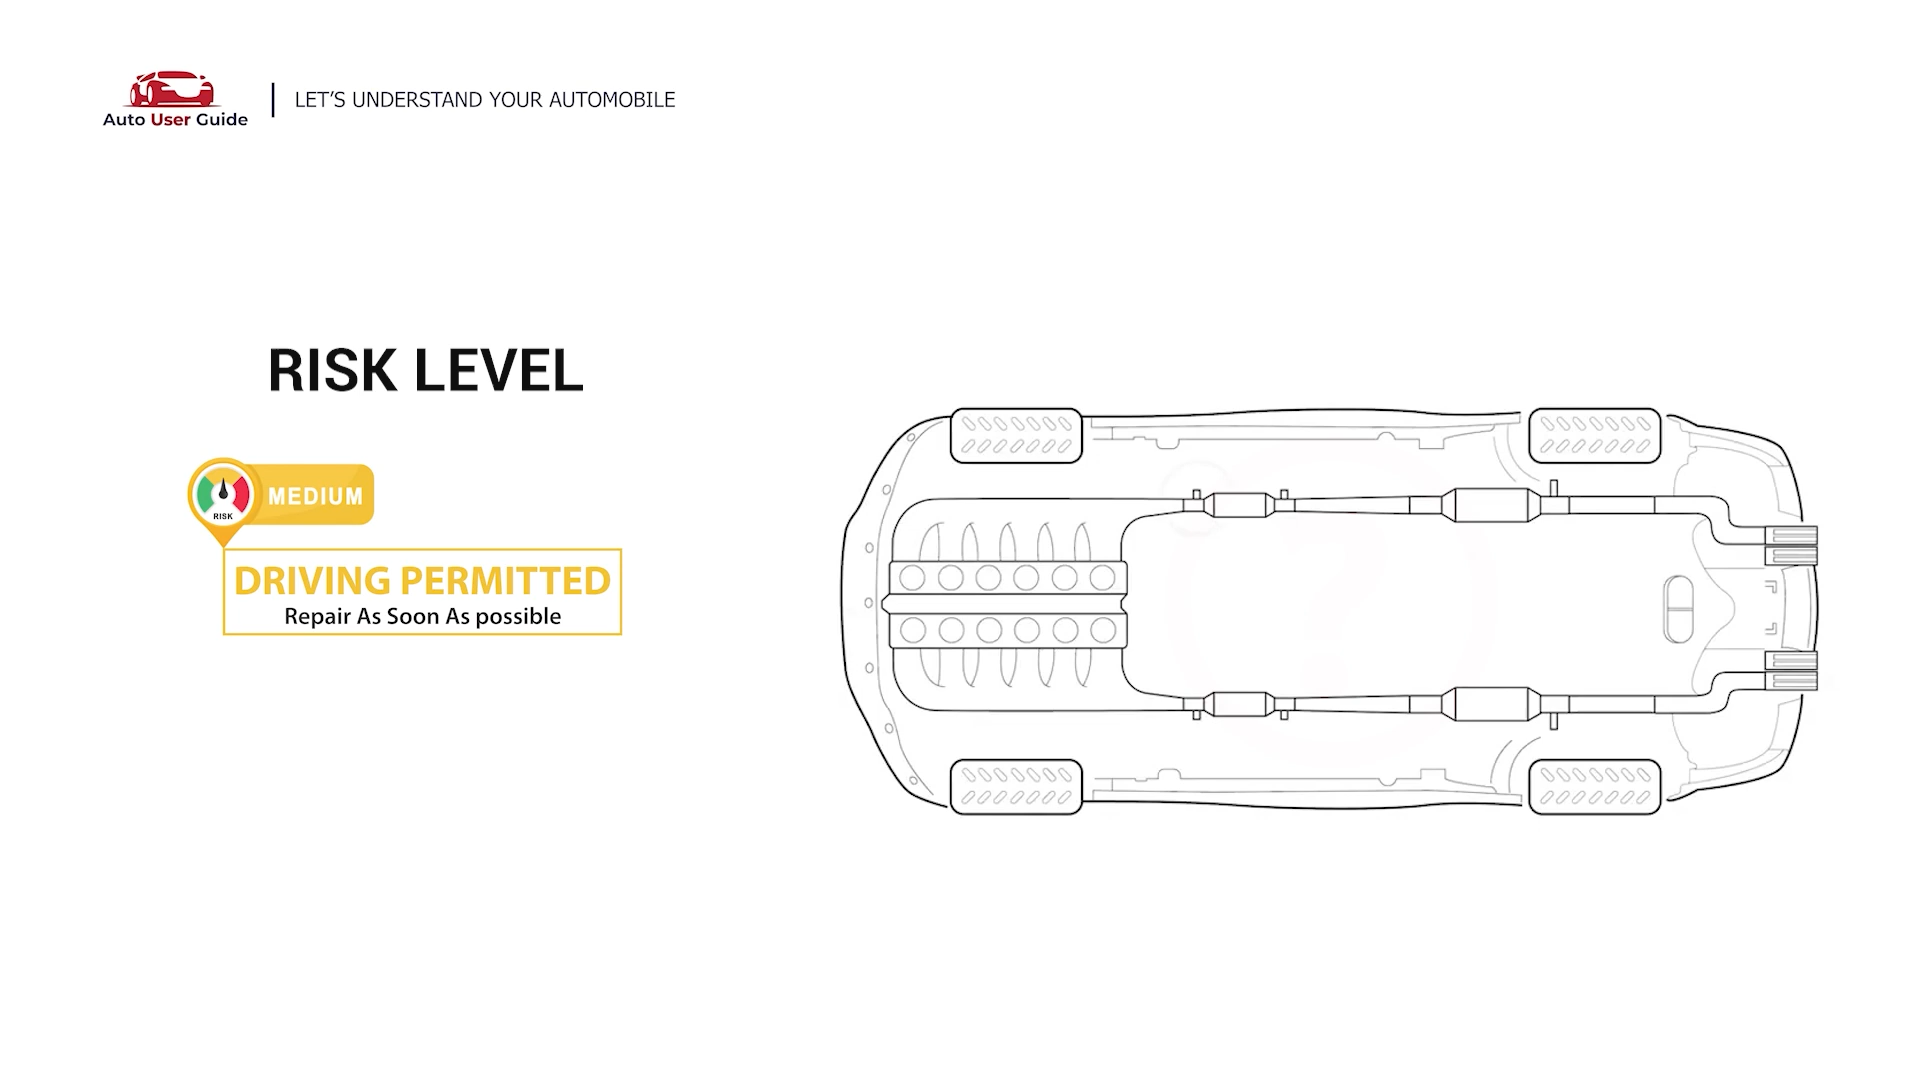 Auto User Guide
LET'S UNDERSTAND YOUR AUTOMOBILE
RISK LEVEL
RISK
MEDIUM
DRIVING PERMITTED
Repair As Soon As possible